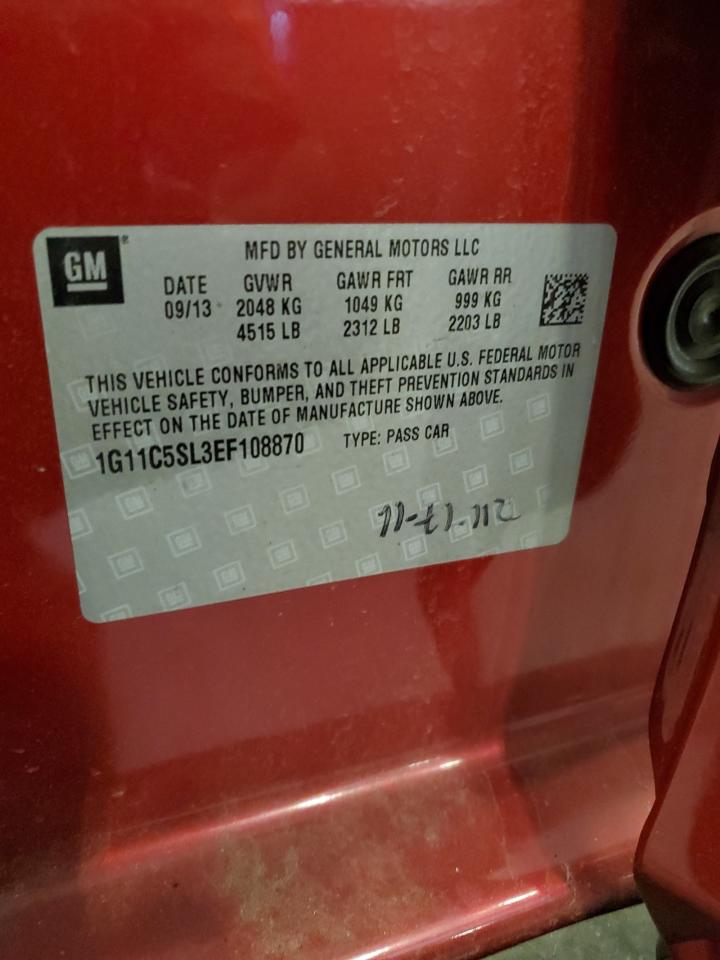 GM
MFD BY GENERAL MOTORS LLC
DATE GVWR GAWR FRT GAWR RR
09/13 2048 KG 1049 KG 999 KG
4515 LB 2312 LB 2203 LB
THIS VEHICLE CONFORMS TO ALL APPLICABLE U.S. FEDERAL MOTOR
VEHICLE SAFETY, BUMPER, AND THEFT PREVENTION STANDARDS IN
EFFECT ON THE DATE OF MANUFACTURE SHOWN ABOVE.
1G11C5SL3EF108870 TYPE: PASS CAR